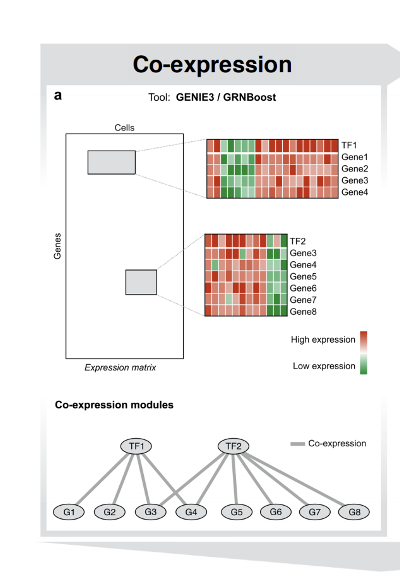 Co-expression
a
Tool: GENIE3 / GRNBoost
Cells
Genes
TF1
Gene1
Gene2
Gene3
Gene4
TF2
Gene3
Gene4
Gene5
Gene6
Gene7
Gene8
High expression
Low expression
Expression matrix
Co-expression modules
TF1
TF2
Co-expression
G1
G2
G3
G4
G5
G6
G7
G8